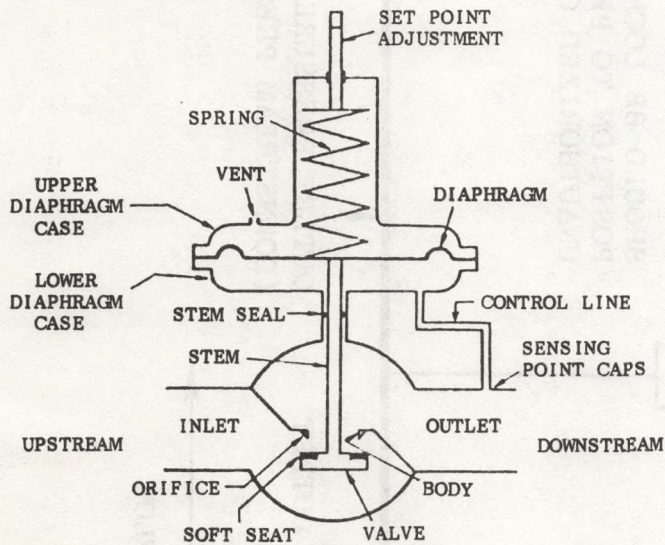 SET POINT
ADJUSTMENT
SPRING
VENT
UPPER
DIAPHRAGM
CASE
DIAPHRAGM
LOWER
DIAPHRAGM
CASE
STEM SEAL
CONTROL LINE
STEM
SENSING
POINT CAPS
INLET
OUTLET
UPSTREAM
DOWNSTREAM
ORIFICE
BODY
SOFT SEAT
VALVE